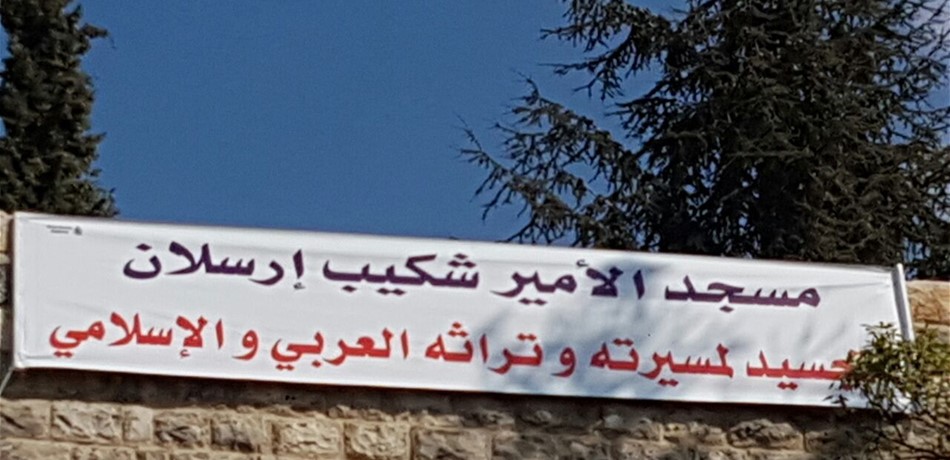 مسجد الأمير شكيب إرسلان
تجسيد لمسيرته و تراثه العربي و الإسلامي